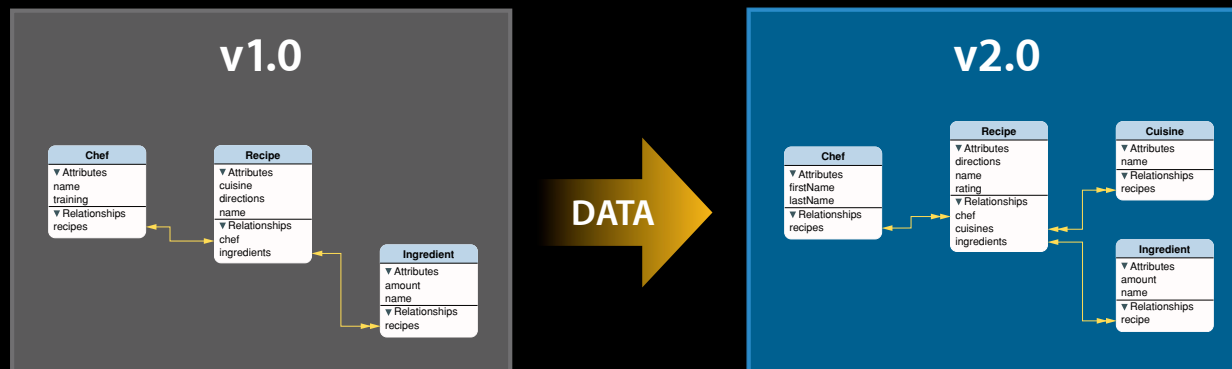 v1.0
Chef
▼ Attributes
name
training
▼ Relationships
recipes
Recipe
▼ Attributes
cuisine
directions
name
▼ Relationships
chef
ingredients
Ingredient
▼ Attributes
amount
name
▼ Relationships
recipes
DATA
v2.0
Chef
▼ Attributes
firstName
lastName
▼ Relationships
recipes
Recipe
▼ Attributes
directions
name
rating
▼ Relationships
chef
cuisines
ingredients
Cuisine
▼ Attributes
name
▼ Relationships
recipes
Ingredient
▼ Attributes
amount
name
▼ Relationships
recipe